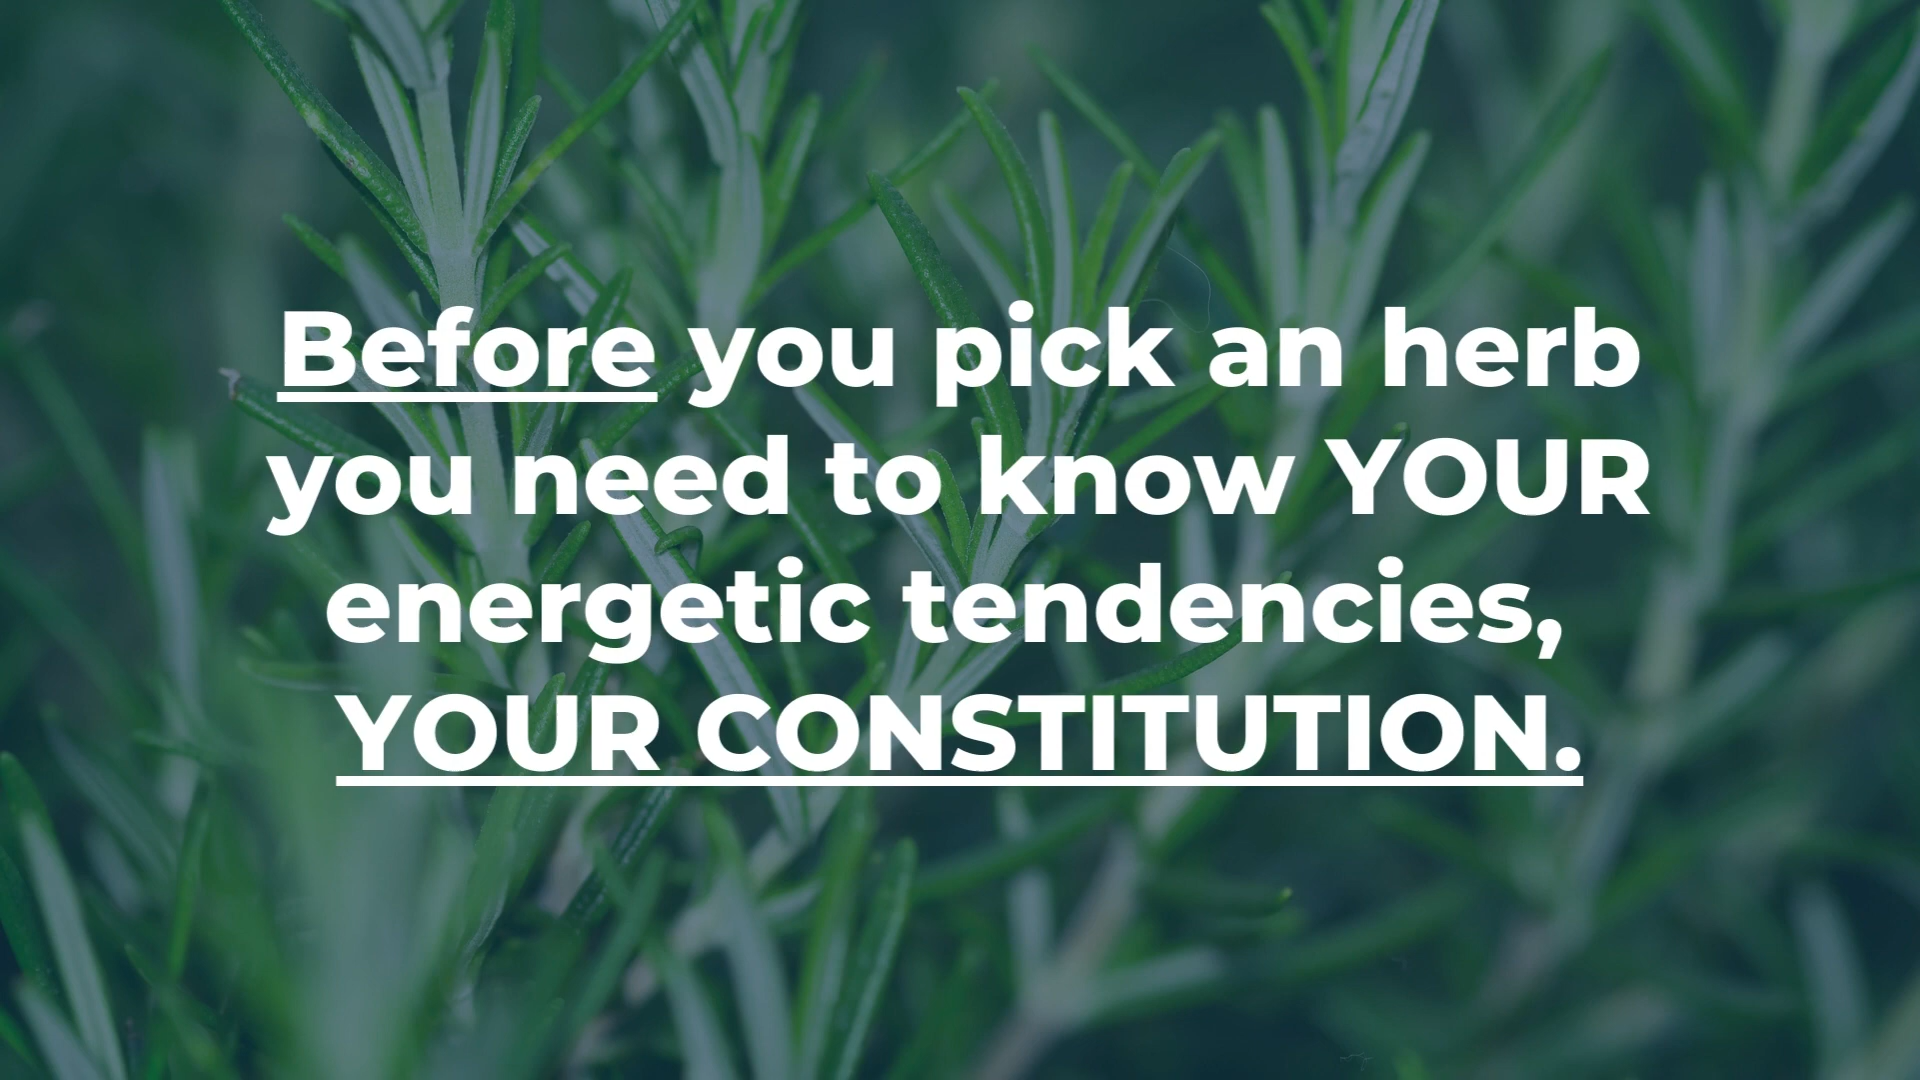 Before you pick an herb
you need to know YOUR
energetic tendencies,
YOUR CONSTITUTION.